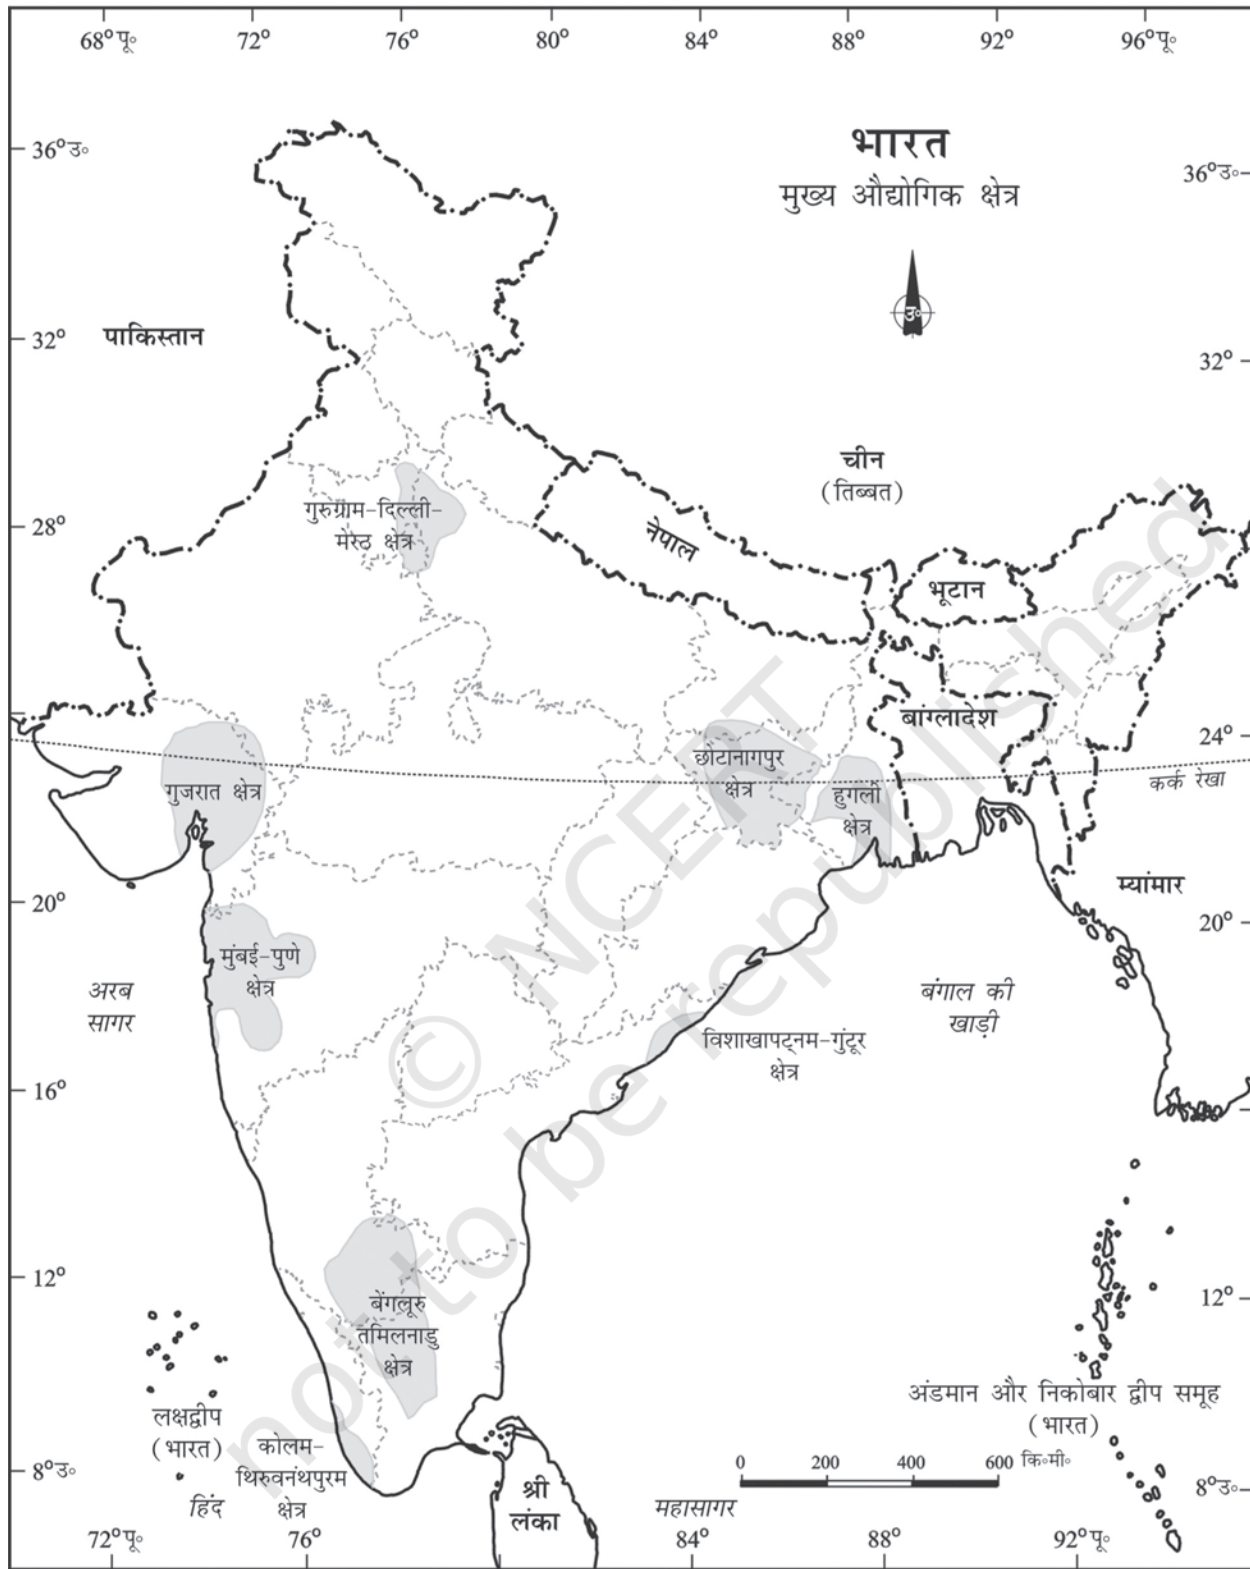 68°पू॰ 72° 76° 80° 84° 88° 92° 96°पू॰
भारत
मुख्य औद्योगिक क्षेत्र
36°उ॰
36°उ॰
उ॰
पाकिस्तान
32°
32°
चीन
(तिब्बत)
गुरुग्राम-दिल्ली-
मेरठ क्षेत्र
28°
नेपाल
भूटान
बांग्लादेश
24°
छोटानागपुर
क्षेत्र
कर्क रेखा
गुजरात क्षेत्र
हुगली
क्षेत्र
म्यांमार
20°
20°
मुंबई-पुणे
क्षेत्र
अरब
सागर
बंगाल की
खाड़ी
विशाखापट्नम-गुंटूर
क्षेत्र
16°
12°
12°
बेंगलूरु
तमिलनाडु
क्षेत्र
अंडमान और निकोबार द्वीप समूह
(भारत)
लक्षद्वीप
(भारत)
कोलम-
थिरुवनंथपुरम
क्षेत्र
0 200 400 600 कि॰मी॰
8°उ॰
8°उ॰
श्री
लंका
हिंद
महासागर
72°पू॰ 76° 84° 88° 92°पू॰
© NCERT
not to be republished